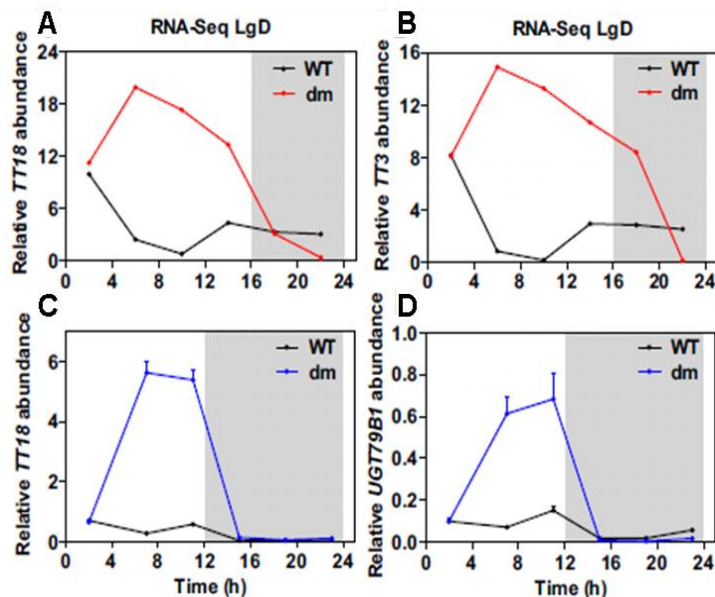 A
RNA-Seq LgD
Relative TT18 abundance
24
18
12
6
3
0
WT
dm
0 4 8 12 16 20 24
B
RNA-Seq LgD
Relative TT3 abundance
16
12
8
4
0
WT
dm
0 4 8 12 16 20 24
C
Relative TT18 abundance
6
4
2
0
WT
dm
0 4 8 12 16 20 24
Time (h)
D
Relative UGT79B1 abundance
1.0
0.8
0.6
0.4
0.2
0.0
WT
dm
0 4 8 12 16 20 24
Time (h)